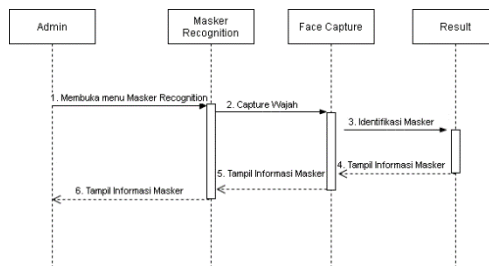 Admin
Masker
Recognition
Face Capture
Result
1. Membuka menu Masker Recognition
2. Capture Wajah
3. Identifikasi Masker
4. Tampil Informasi Masker
5. Tampil Informasi Masker
6. Tampil Informasi Masker